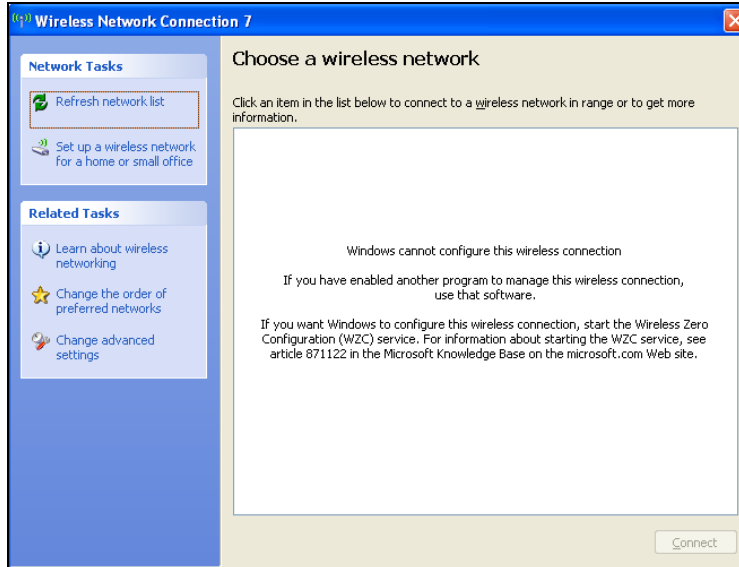 Wireless Network Connection 7
Network Tasks
Refresh network list
Set up a wireless network
for a home or small office
Related Tasks
Learn about wireless
networking
Change the order of
preferred networks
Change advanced
settings
Choose a wireless network
Click an item in the list below to connect to a wireless network in range or to get more
information.
Windows cannot configure this wireless connection
If you have enabled another program to manage this wireless connection,
use that software.
If you want Windows to configure this wireless connection, start the Wireless Zero
Configuration (WZC) service. For information about starting the WZC service, see
article 871122 in the Microsoft Knowledge Base on the microsoft.com Web site.
Connect